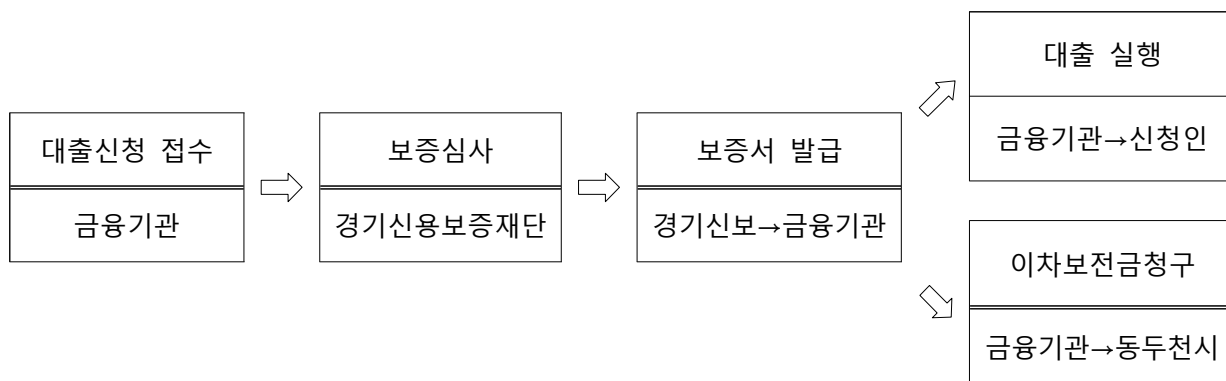 대출신청 접수
금융기관
보증심사
경기신용보증재단
보증서 발급
경기신보→금융기관
대출 실행
금융기관→신청인
이차보전금청구
금융기관→동두천시